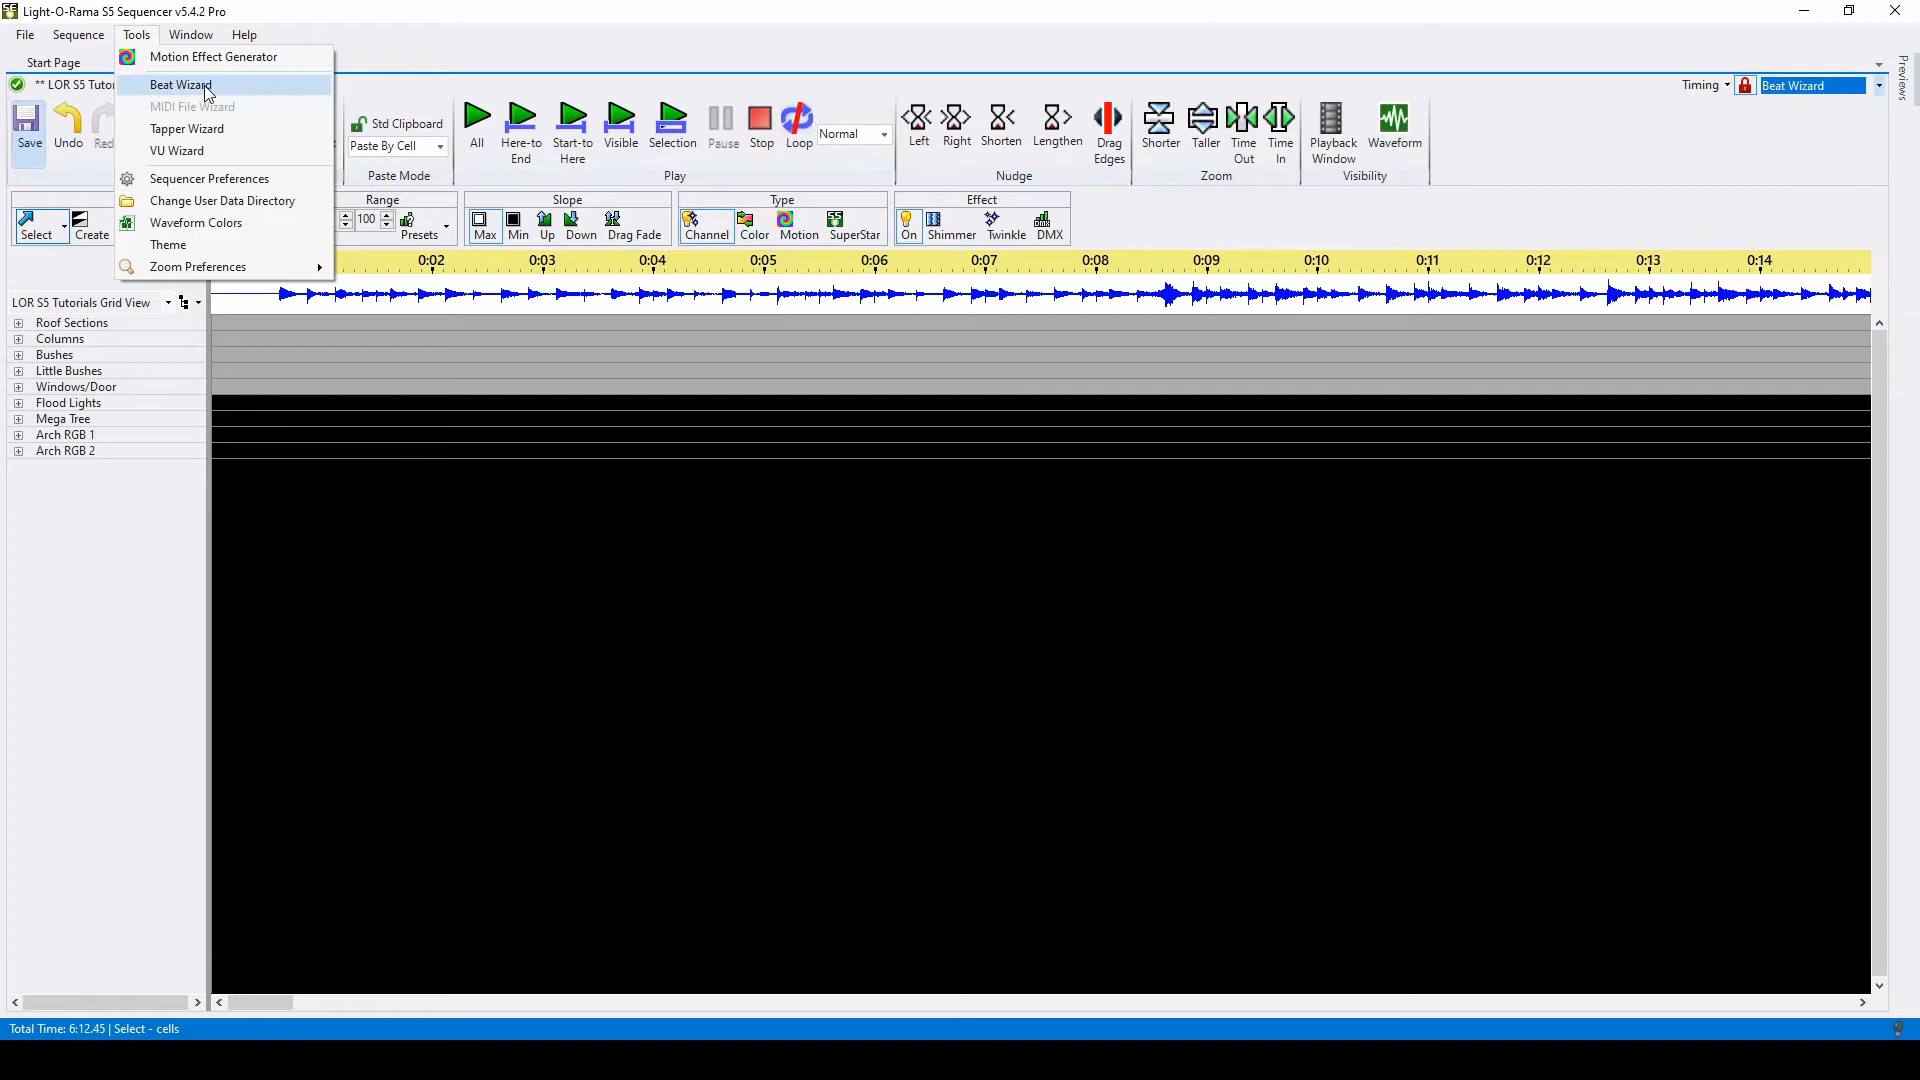 Light-O-Rama S5 Sequencer v5.4.2 Pro
File Sequence Tools Window Help
Start Page
Motion Effect Generator
Beat Wizard
MIDI File Wizard
Tapper Wizard
VU Wizard
Sequencer Preferences
Change User Data Directory
Waveform Colors
Theme
Zoom Preferences
** LOR S5 Tutor
Timing Beat Wizard
Previews
Save Undo Red
Std Clipboard
Paste By Cell
Paste Mode
All Here-to End Start-to Here Visible Selection Pause Stop Loop Normal
Play
Left Right Shorten Lengthen Drag Edges
Nudge
Shorter Taller Time Out Time In
Zoom
Playback Window Waveform
Visibility
Select Create
Range
100 Presets
Slope
Max Min Up Down Drag Fade
Type
Channel Color Motion SuperStar
Effect
On Shimmer Twinkle DMX
0:02 0:03 0:04 0:05 0:06 0:07 0:08 0:09 0:10 0:11 0:12 0:13 0:14
LOR S5 Tutorials Grid View
Roof Sections
Columns
Bushes
Little Bushes
Windows/Door
Flood Lights
Mega Tree
Arch RGB 1
Arch RGB 2
Total Time: 6:12.45 | Select - cells